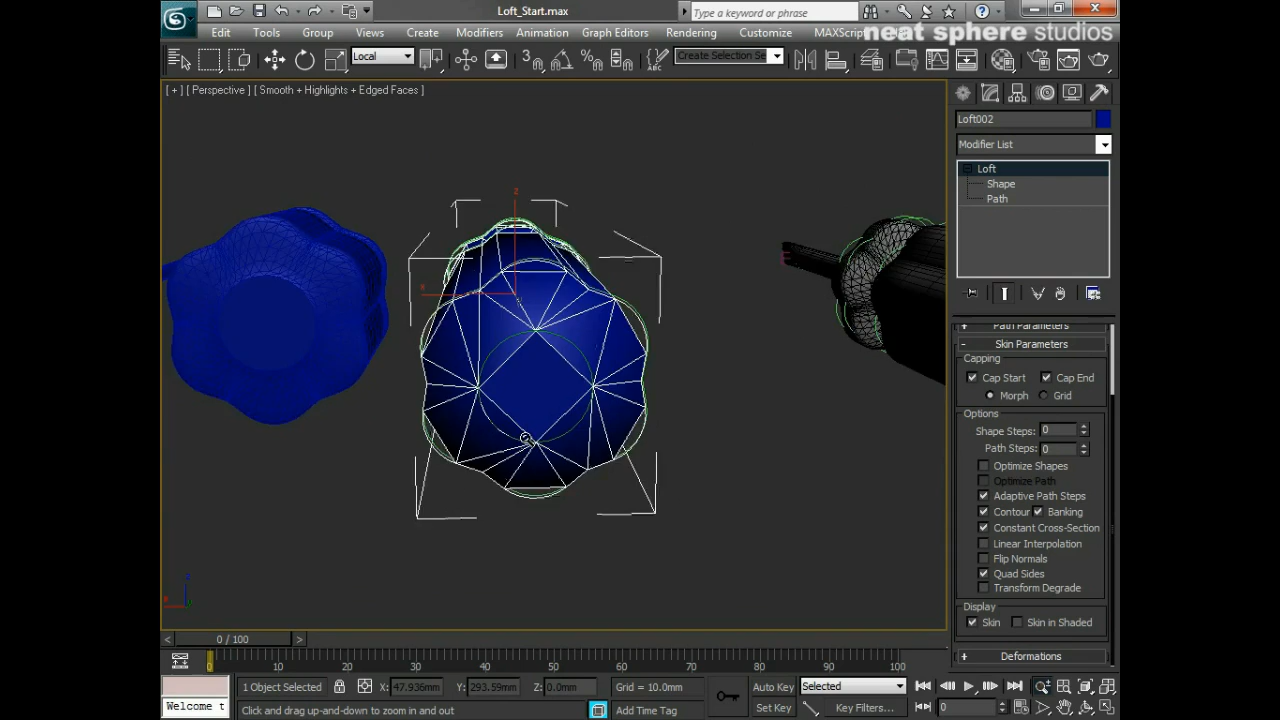 Loft_Start.max
Type a keyword or phrase
Edit Tools Group Views Create Modifiers Animation Graph Editors Rendering Customize MAXScri
neat sphere studios
Local
3
Create Selection Se
[ + ] [ Perspective ] [ Smooth + Highlights + Edged Faces ]
Loft002
Modifier List
Loft
Shape
Path
Path Parameters
Skin Parameters
Capping
Cap Start Cap End
Morph Grid
Options
Shape Steps: 0
Path Steps: 0
Optimize Shapes
Optimize Path
Adaptive Path Steps
Contour Banking
Constant Cross-Section
Linear Interpolation
Flip Normals
Quad Sides
Transform Degrade
Display
Skin Skin in Shaded
Deformations
z
x
0 / 100
0 10 20 30 40 50 60 70 80 90 100
1 Object Selected X: 47.936mm Y: 293.59mm Z: 0.0mm Grid = 10.0mm Auto Key Selected
Welcome t Click and drag up-and-down to zoom in and out Add Time Tag Set Key Key Filters... 0